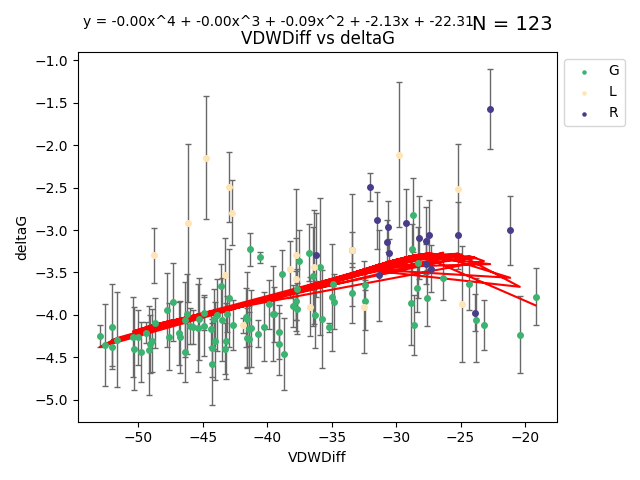 y = -0.00x^4 + -0.00x^3 + -0.09x^2 + -2.13x + -22.31
N = 123
VDWDiff vs deltaG
G
L
R
−1.0
−1.5
−2.0
−2.5
−3.0
−3.5
−4.0
−4.5
−5.0
deltaG
−50 −45 −40 −35 −30 −25 −20
VDWDiff